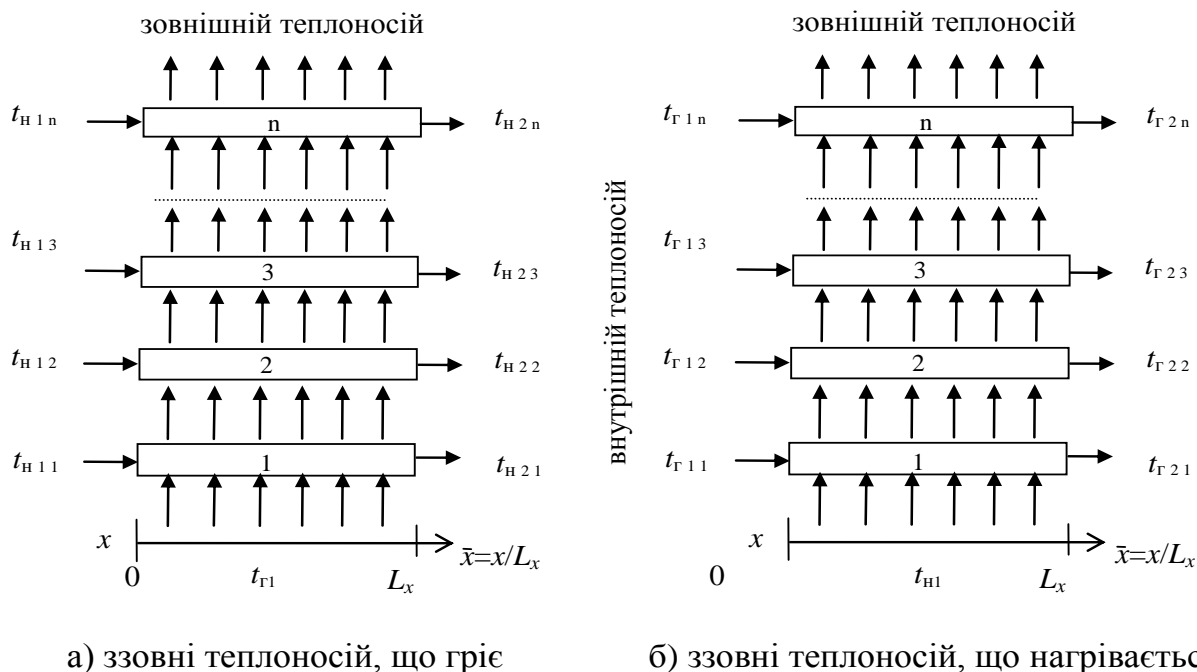 зовнішній теплоносій
зовнішній теплоносій
tн 1 n
n
tн 2 n
tг 1 n
n
tг 2 n
tн 1 3
3
tн 2 3
tг 1 3
3
tг 2 3
внутрішній теплоносій
tн 1 2
2
tн 2 2
tг 1 2
2
tг 2 2
tн 1 1
1
tн 2 1
tг 1 1
1
tг 2 1
x
x̄=x/Lx
x
x̄=x/Lx
0
tг1
Lx
0
tн1
Lx
а) ззовні теплоносій, що гріє
б) ззовні теплоносій, що нагріваєтьс